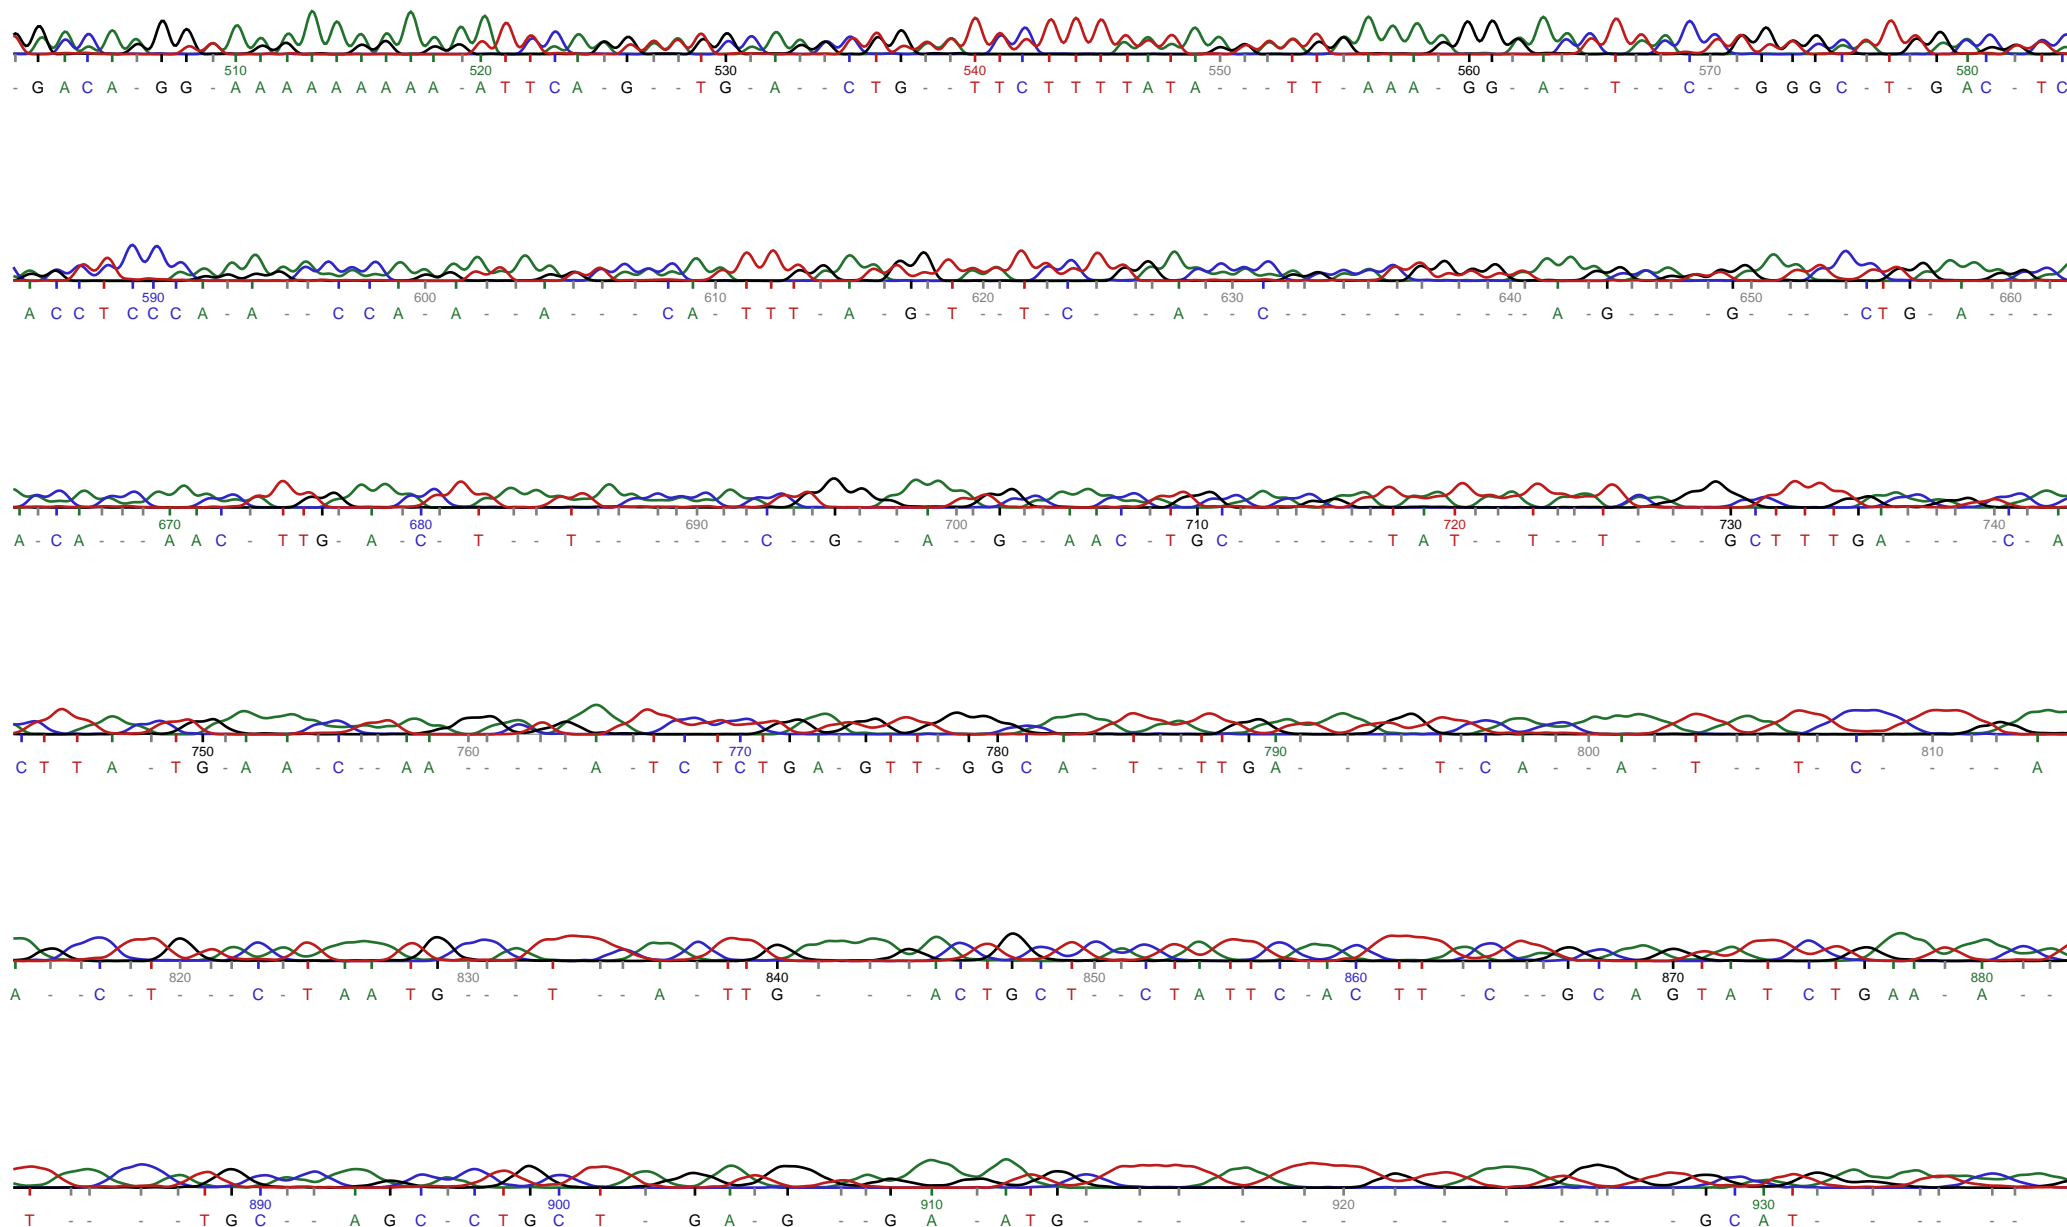 510 520 530 540 550 560 570 580
- G A C A - G G - A A A A A A A A A - A T T C A - G - - T G - A - - C T G - - T T C T T T T A T A - - - T T - A A A - G G - A - - T - - C - - G G G C - T - G A C - T C
590 600 610 620 630 640 650 660
A C C T C C C A - A - - C C A - A - - A - - - C A - T T T - A - G - T - - T - C - - - A - - C - - - - - - - - - A - G - - - - G - - - - C T G - A - - - -
670 680 690 700 710 720 730 740
A - C A - - - A A C - T T G - A - C - T - - T - - - - - - C - - G - - A - - G - - A A C - T G C - - - - - - T A T - - T - - T - - - - G C T T T G A - - - - C - A
750 760 770 780 790 800 810
C T T A - T G - A A - C - A A - - - - - A - T C T C T G A - G T T - G G C A - T - - T T G A - - - - T - C A - - A - T - - T - C - - - - A
820 830 840 850 860 870 880
A - - C - T - - - C - T A A T G - - - T - - A - T T G - - - A C T G C T - - C T A T T C - A C T T - C - - G C A G T A T C T G A A - A - -
890 900 910 920 930
T - - - - T G C - - A G C - C T G C T - G A - G - - G A - A T G - - - - - - - - - - - - - G C A T - - - - - -